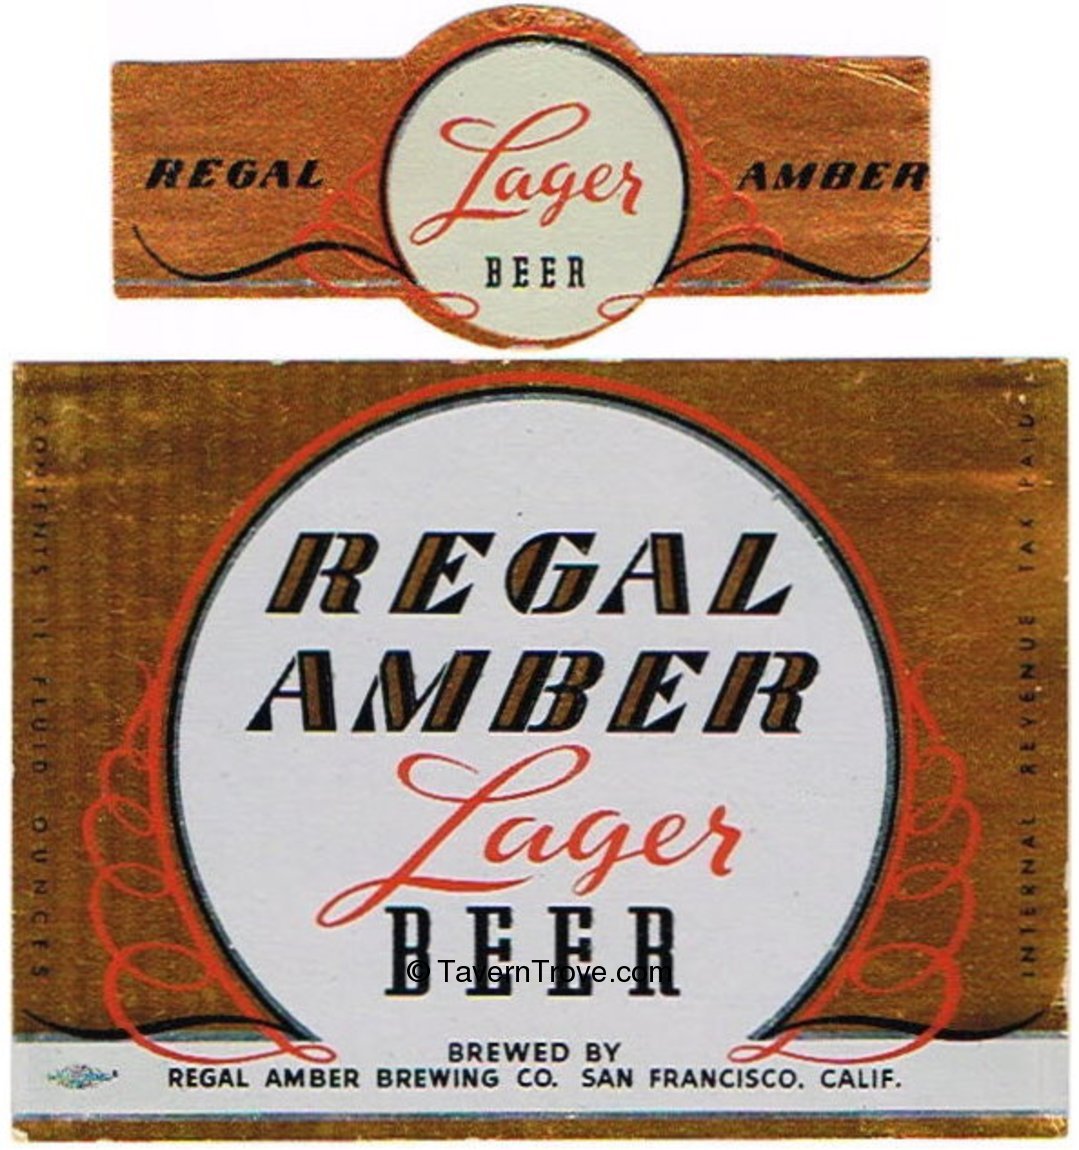 REGAL
Lager
BEER
AMBER
CONTENTS FLUID OUNCES
REGAL
AMBER
Lager
BEER
© TavernTrove.com
INTERNAL REVENUE TAX PAID
BREWED BY
REGAL AMBER BREWING CO. SAN FRANCISCO. CALIF.